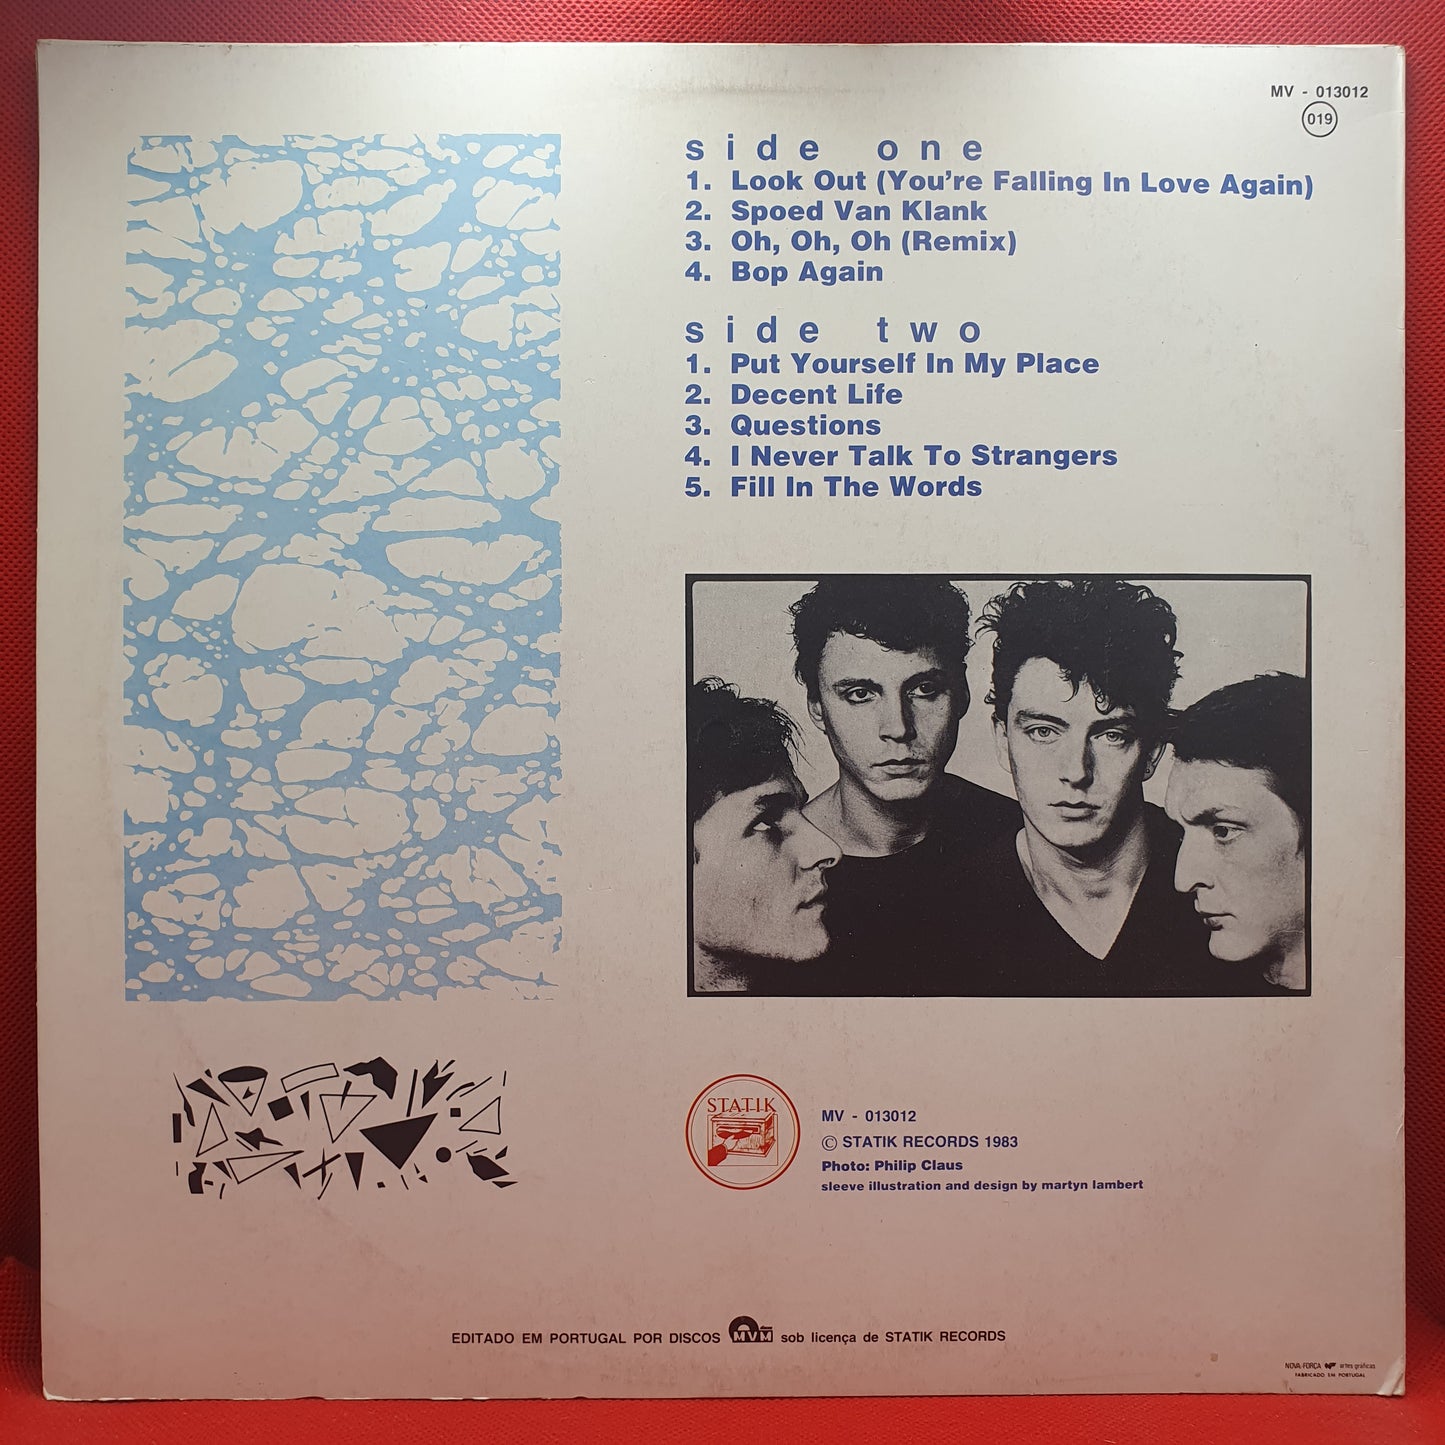 MV - 013012
019
side one
1. Look Out (You're Falling In Love Again)
2. Spoed Van Klank
3. Oh, Oh, Oh (Remix)
4. Bop Again
side two
1. Put Yourself In My Place
2. Decent Life
3. Questions
4. I Never Talk To Strangers
5. Fill In The Words
STATIK
MV - 013012
© STATIK RECORDS 1983
Photo: Philip Claus
sleeve illustration and design by martyn lambert
EDITADO EM PORTUGAL POR DISCOS MVM sob licença de STATIK RECORDS
NOVA FORÇA artes gráficas
FABRICADO EM PORTUGAL